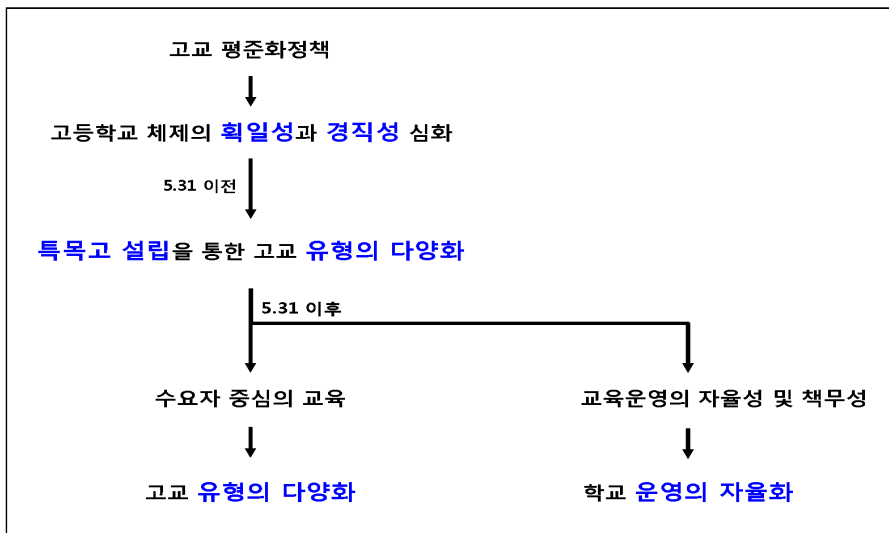 고교 평준화정책
고등학교 체제의 획일성과 경직성 심화
5.31 이전
특목고 설립을 통한 고교 유형의 다양화
5.31 이후
수요자 중심의 교육
교육운영의 자율성 및 책무성
고교 유형의 다양화
학교 운영의 자율화